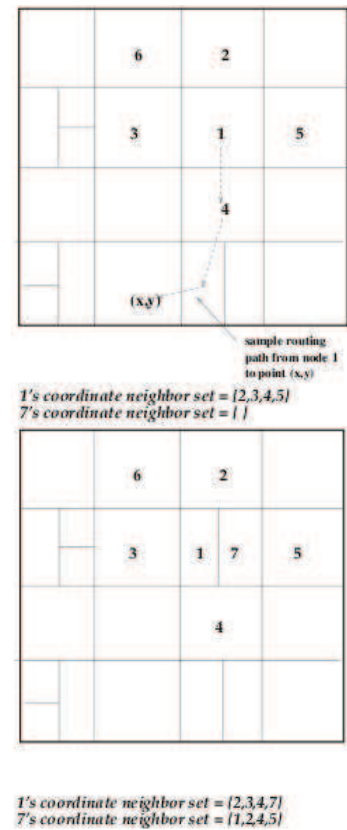 6 2
3 1 5
4
(x,y)
sample routing
path from node 1
to point (x,y)
1's coordinate neighbor set = {2,3,4,5}
7's coordinate neighbor set = { }
6 2
3 1 7 5
4
1's coordinate neighbor set = {2,3,4,7}
7's coordinate neighbor set = {1,2,4,5}